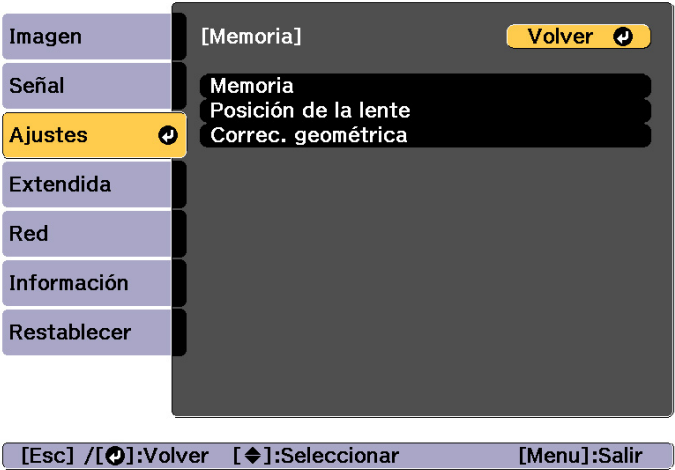 Imagen
Señal
Ajustes
Extendida
Red
Información
Restablecer
[Memoria]
Volver
Memoria
Posición de la lente
Correc. geométrica
[Esc] /[↵]:Volver [◆]:Seleccionar [Menu]:Salir